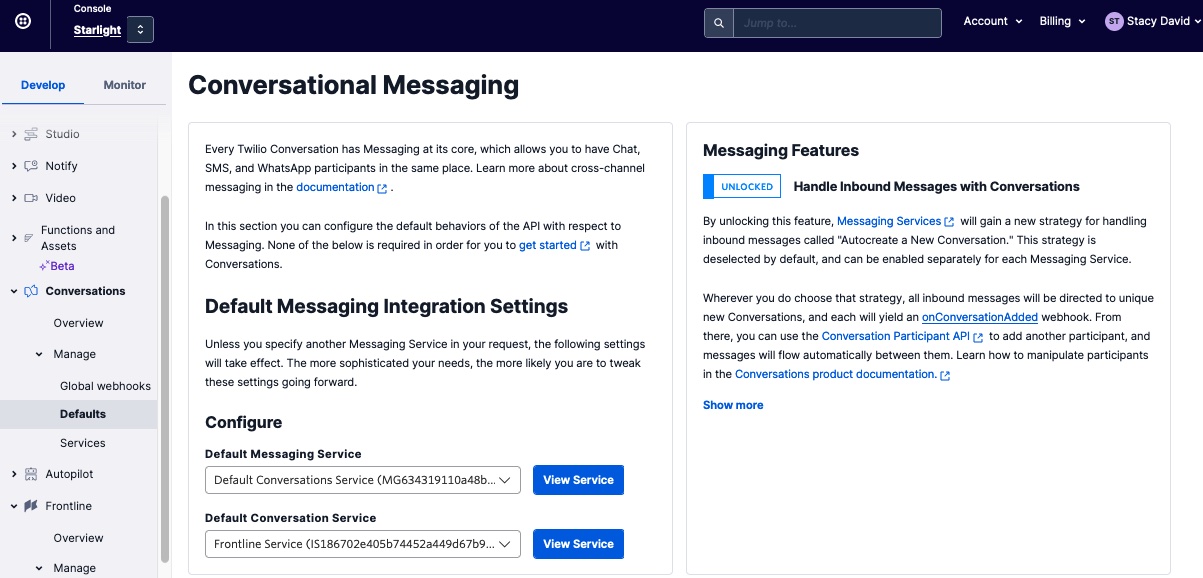 Console
Starlight
Jump to...
Account
Billing
ST
Stacy David
Develop
Monitor
Studio
Notify
Video
Functions and
Assets
Beta
Conversations
Overview
Manage
Global webhooks
Defaults
Services
Autopilot
Frontline
Overview
Manage
Conversational Messaging
Every Twilio Conversation has Messaging at its core, which allows you to have Chat,
SMS, and WhatsApp participants in the same place. Learn more about cross-channel
messaging in the documentation .
In this section you can configure the default behaviors of the API with respect to
Messaging. None of the below is required in order for you to get started with
Conversations.
Default Messaging Integration Settings
Unless you specify another Messaging Service in your request, the following settings
will take effect. The more sophisticated your needs, the more likely you are to tweak
these settings going forward.
Configure
Default Messaging Service
Default Conversations Service (MG634319110a48b...
View Service
Default Conversation Service
Frontline Service (IS186702e405b74452a449d67b9...
View Service
Messaging Features
UNLOCKED
Handle Inbound Messages with Conversations
By unlocking this feature, Messaging Services will gain a new strategy for handling
inbound messages called "Autocreate a New Conversation." This strategy is
deselected by default, and can be enabled separately for each Messaging Service.
Wherever you do choose that strategy, all inbound messages will be directed to unique
new Conversations, and each will yield an onConversationAdded webhook. From
there, you can use the Conversation Participant API to add another participant, and
messages will flow automatically between them. Learn how to manipulate participants
in the Conversations product documentation.
Show more